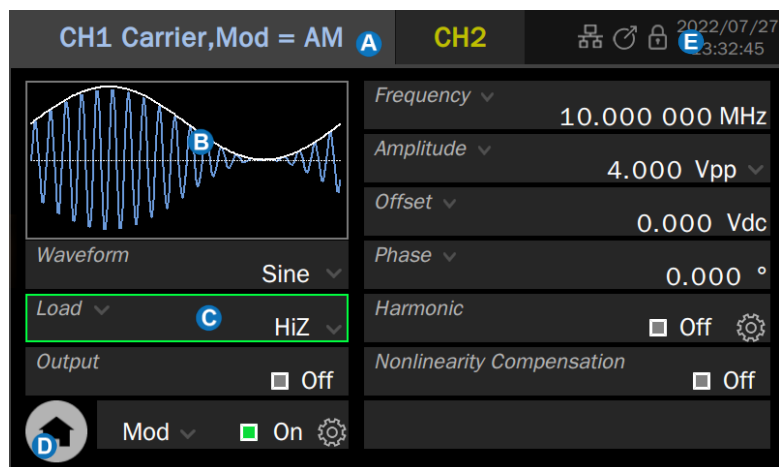 CH1 Carrier,Mod = AM A CH2 2022/07/27
E 3:32:45
B
Frequency
10.000 000 MHz
Amplitude
4.000 Vpp
Offset
0.000 Vdc
Waveform
Sine
Phase
0.000 °
Load
C HiZ
Harmonic
Off
Output
Off
Nonlinearity Compensation
Off
D Mod On